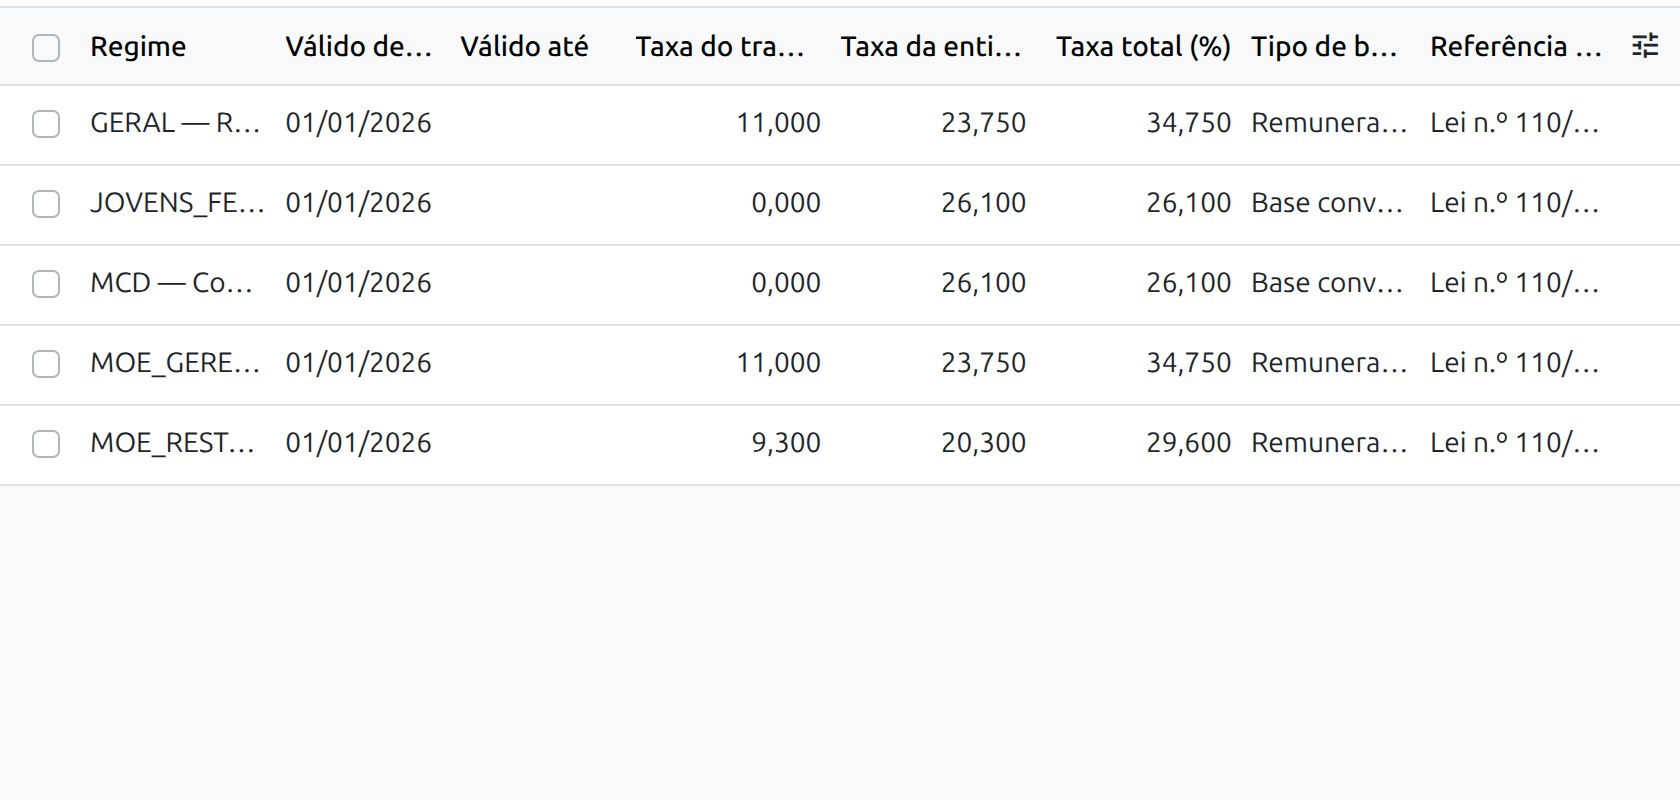 Regime Válido de... Válido até Taxa do tra... Taxa da enti... Taxa total (%) Tipo de b... Referência ...
GERAL — R... 01/01/2026 11,000 23,750 34,750 Remunera... Lei n.º 110/...
JOVENS_FE... 01/01/2026 0,000 26,100 26,100 Base conv... Lei n.º 110/...
MCD — Co... 01/01/2026 0,000 26,100 26,100 Base conv... Lei n.º 110/...
MOE_GERE... 01/01/2026 11,000 23,750 34,750 Remunera... Lei n.º 110/...
MOE_REST... 01/01/2026 9,300 20,300 29,600 Remunera... Lei n.º 110/...